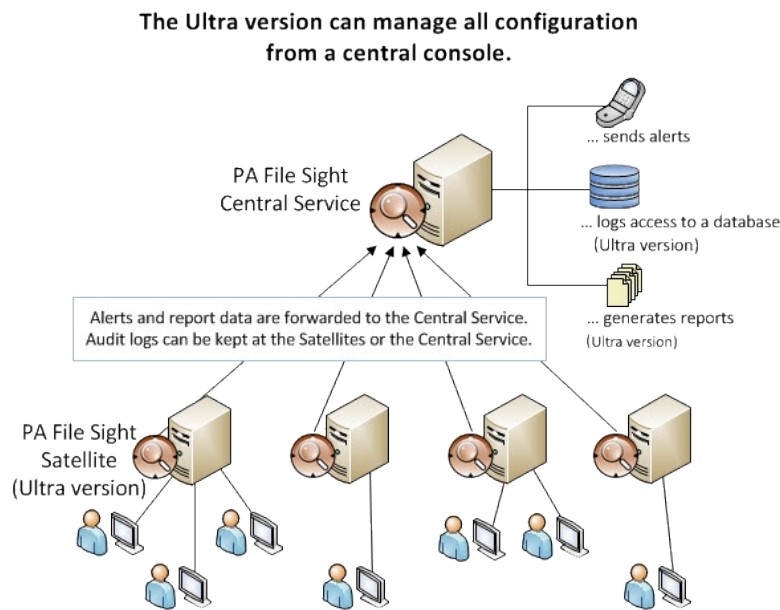 The Ultra version can manage all configuration
from a central console.
... sends alerts
PA File Sight
Central Service
... logs access to a database
(Ultra version)
... generates reports
(Ultra version)
Alerts and report data are forwarded to the Central Service.
Audit logs can be kept at the Satellites or the Central Service.
PA File Sight
Satellite
(Ultra version)